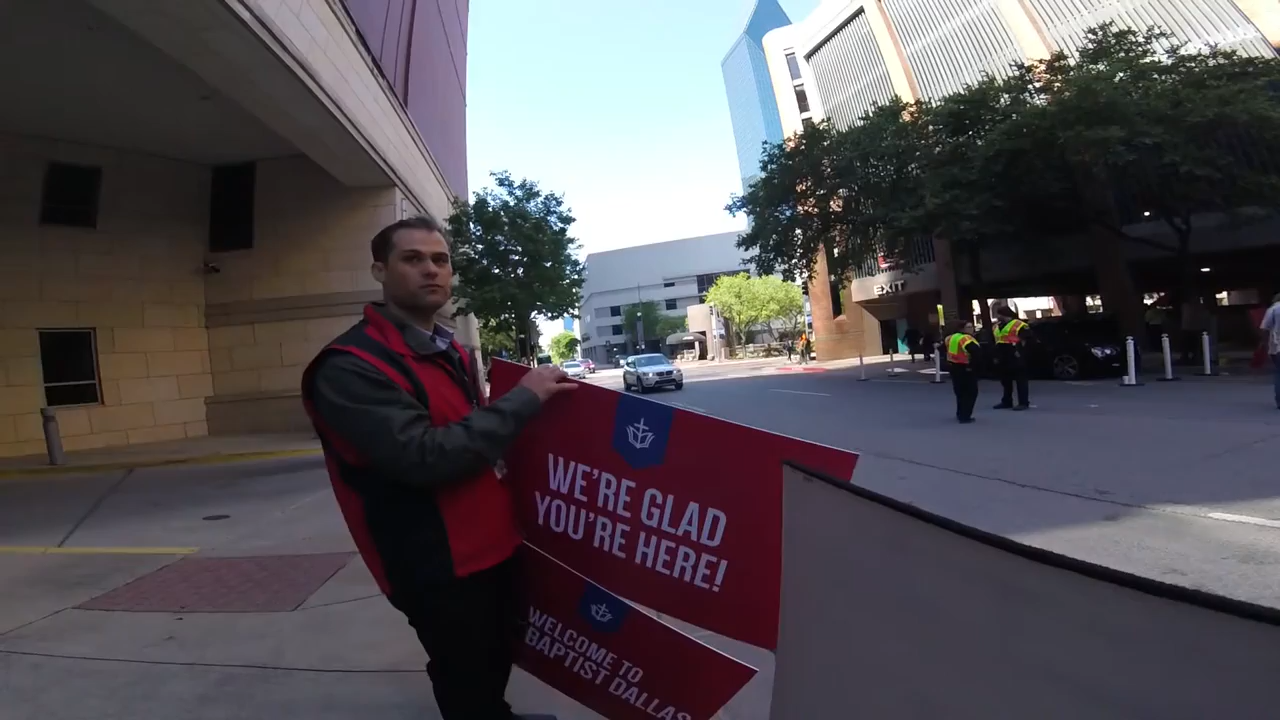 EXIT
WE'RE GLAD
YOU'RE HERE!
WELCOME TO
BAPTIST DALLAS